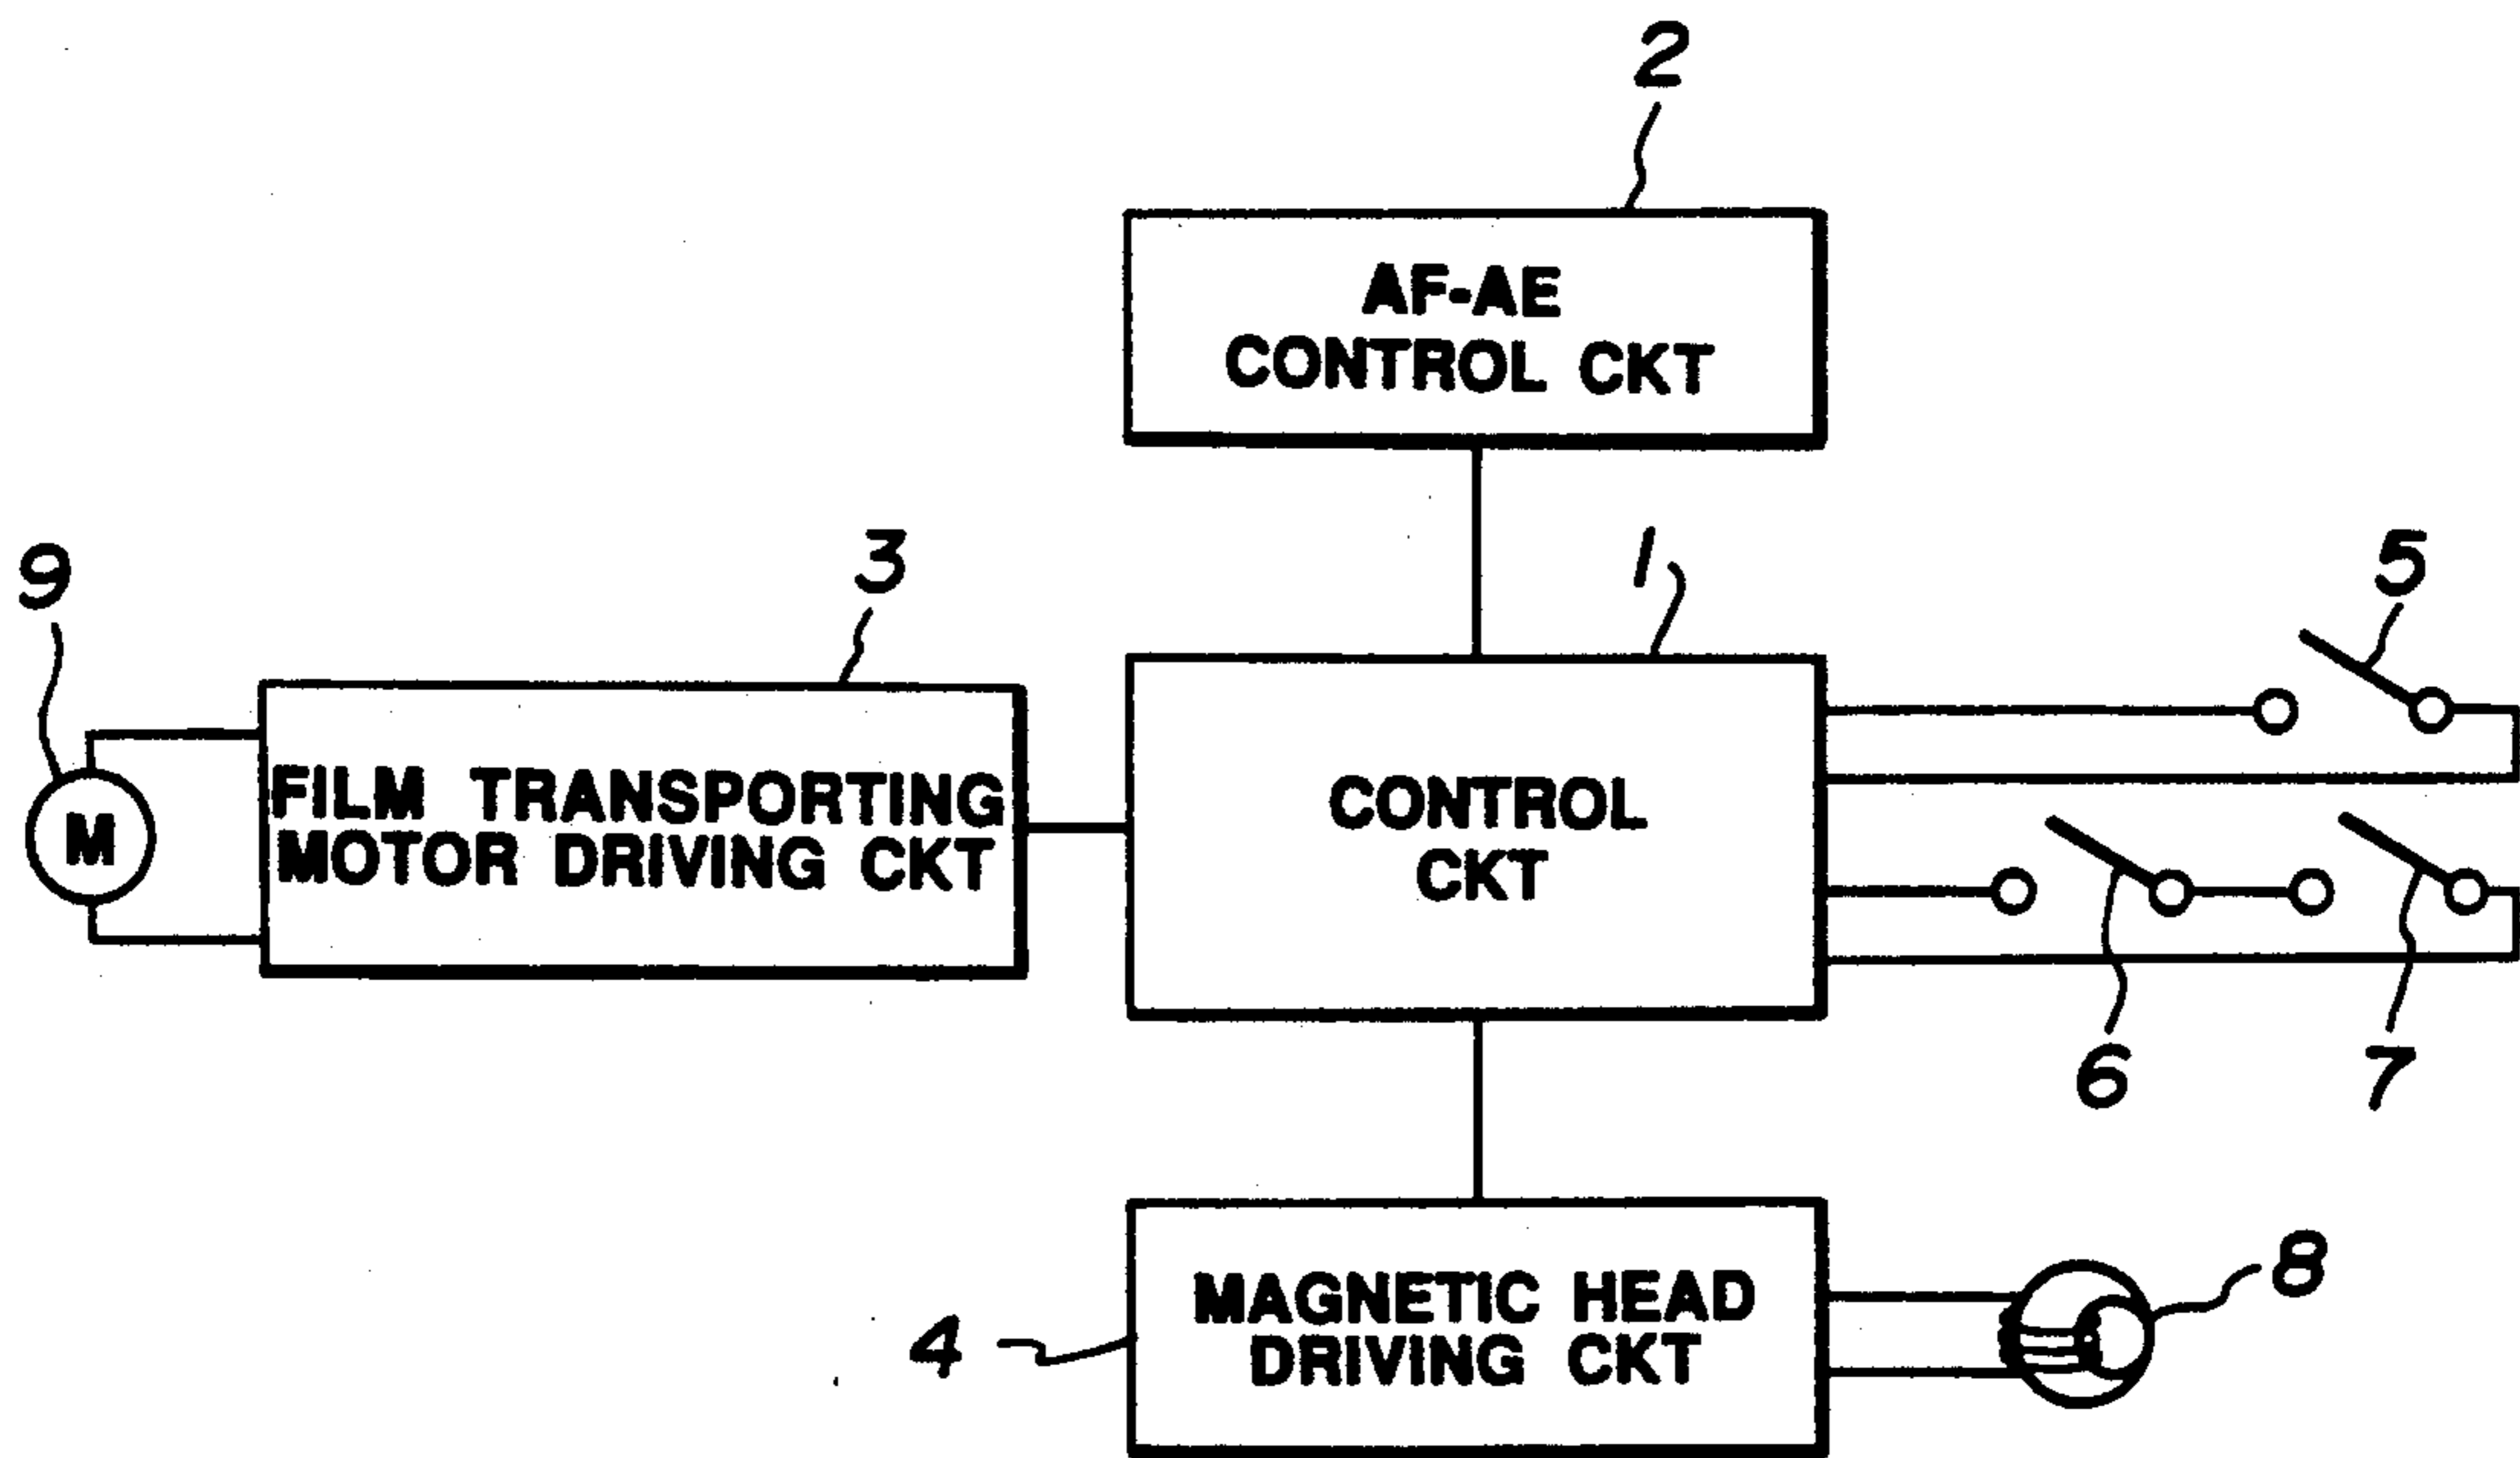 2
AF-AE
CONTROL CKT
9
3
1
5
FILM TRANSPORTING
MOTOR DRIVING CKT
M
CONTROL
CKT
6
7
4
MAGNETIC HEAD
DRIVING CKT
8